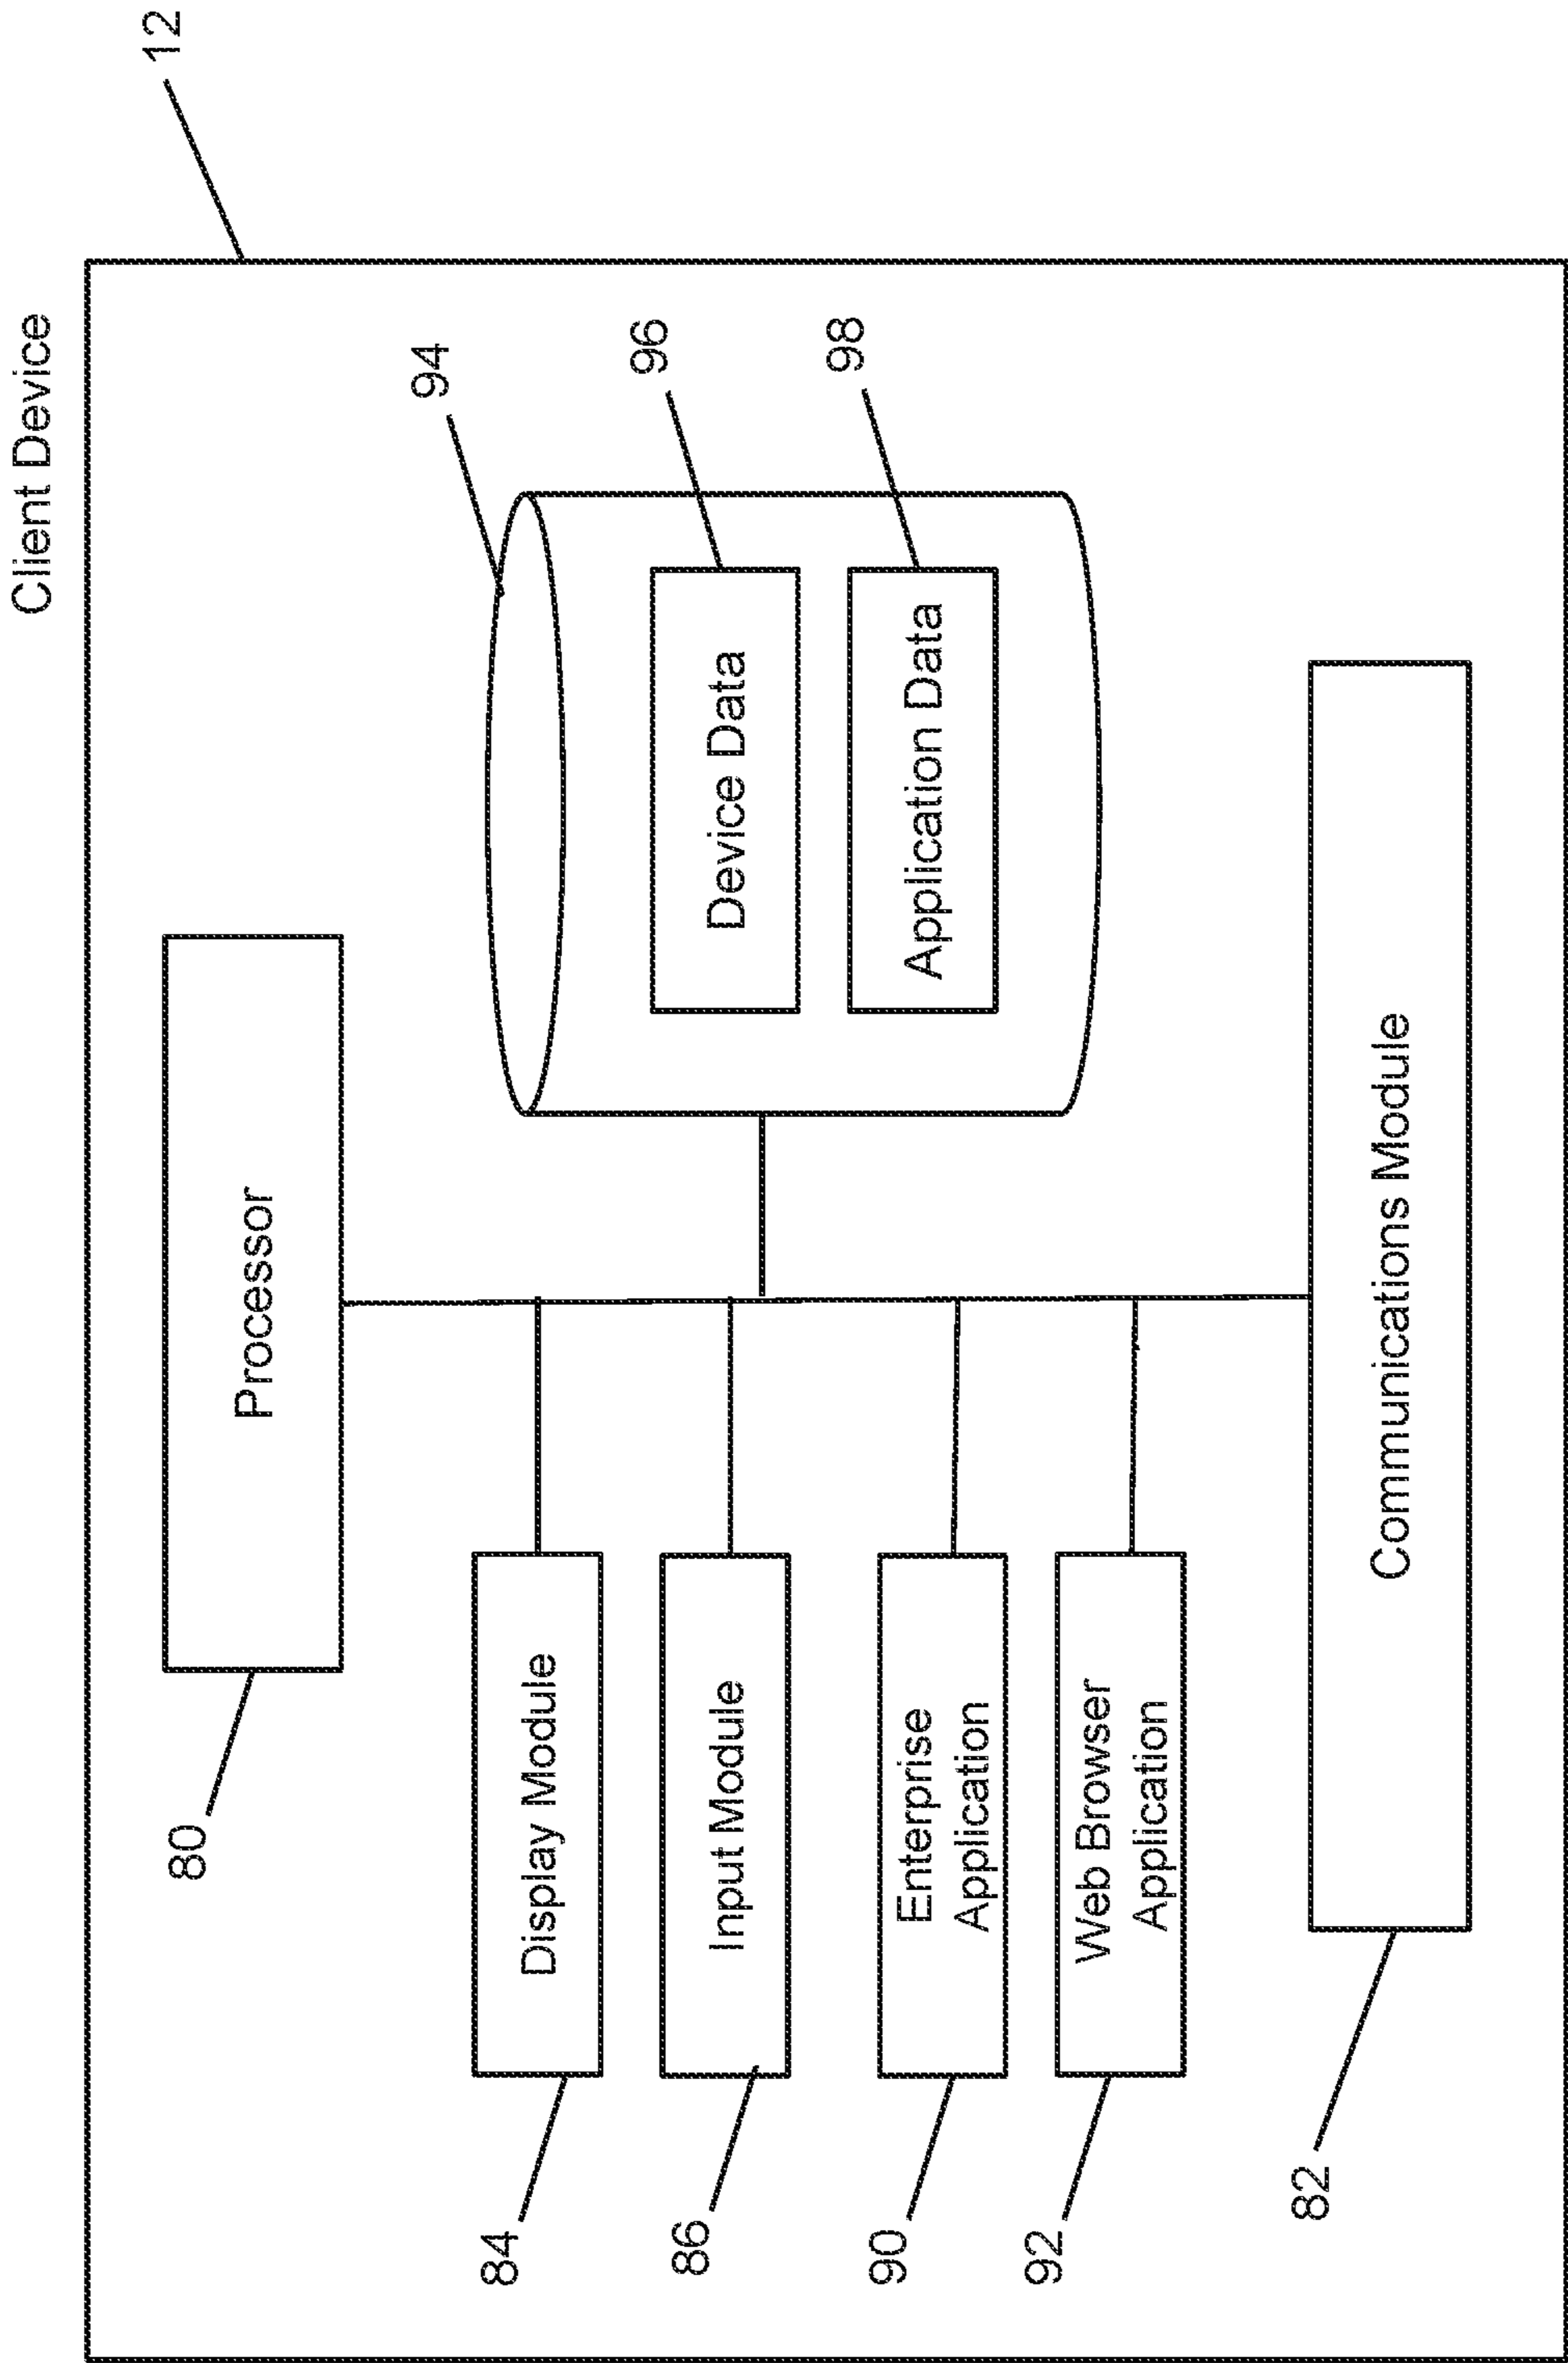 Client Device
12
Processor
80
94
Display Module
84
Device Data
96
Input Module
86
Application Data
98
Enterprise
Application
90
Web Browser
Application
92
Communications Module
82